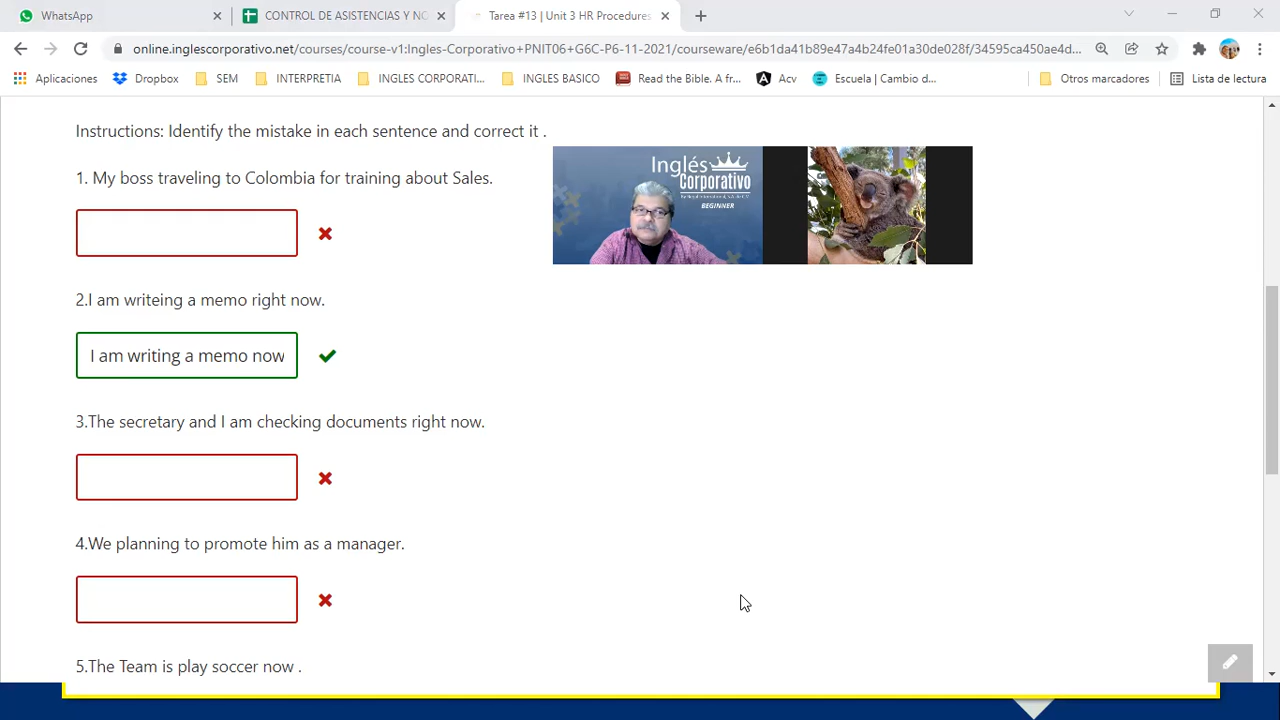 WhatsApp
CONTROL DE ASISTENCIAS Y NO
Tarea #13 | Unit 3 HR Procedures
online.inglescorporativo.net/courses/course-v1:Ingles-Corporativo+PNIT06+G6C-P6-11-2021/courseware/e6b1da41b89e47a4b24fe01a30de028f/34595ca450ae4d...
Aplicaciones
Dropbox
SEM
INTERPRETIA
INGLES CORPORATI...
INGLES BASICO
Read the Bible. A fr...
Acv
Escuela | Cambio d...
Otros marcadores
Lista de lectura
Instructions: Identify the mistake in each sentence and correct it .
Inglés
Corporativo
BEGINNER
1. My boss traveling to Colombia for training about Sales.
2.I am writeing a memo right now.
I am writing a memo now
3.The secretary and I am checking documents right now.
4.We planning to promote him as a manager.
5.The Team is play soccer now .